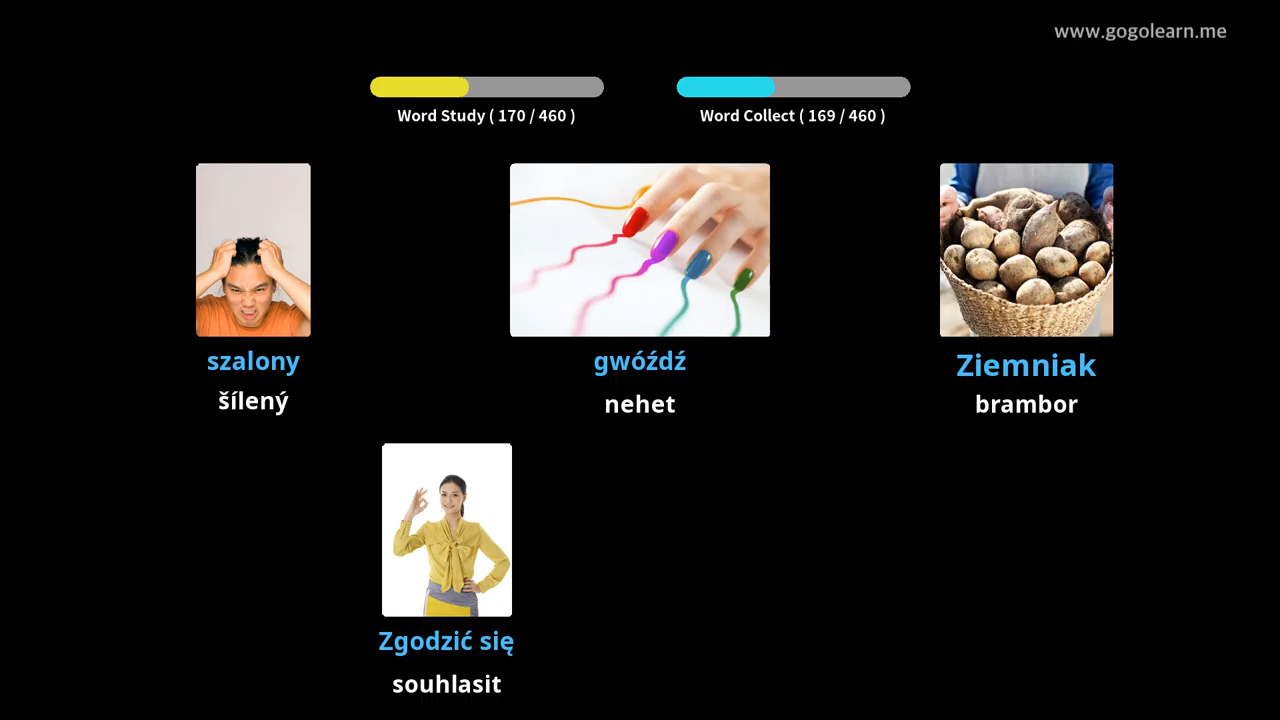 www.gogolearn.me
Word Study ( 170 / 460 )
Word Collect ( 169 / 460 )
szalony
šílený
gwóźdź
nehet
Ziemniak
brambor
Zgodzić się
souhlasit